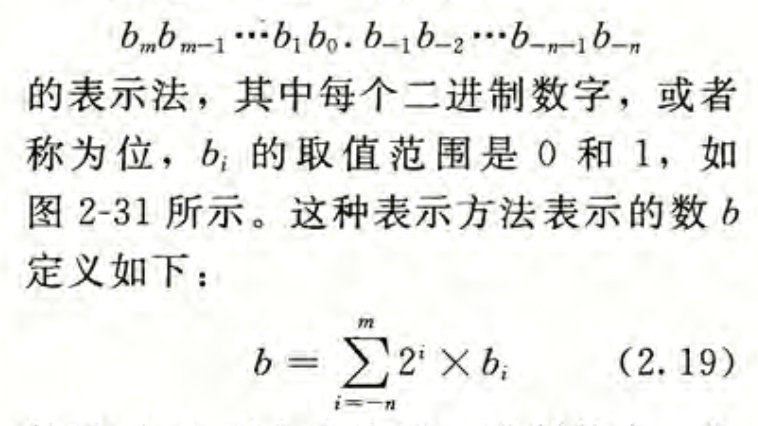 b_m b_{m-1} ⋯ b_1 b_0 . b_{-1} b_{-2} ⋯ b_{-n-1} b_{-n}
的表示法，其中每个二进制数字，或者
称为位，b_i 的取值范围是 0 和 1，如
图 2-31 所示。这种表示方法表示的数 b
定义如下：
b = \sum_{i=-n}^{m} 2^i × b_i (2.19)